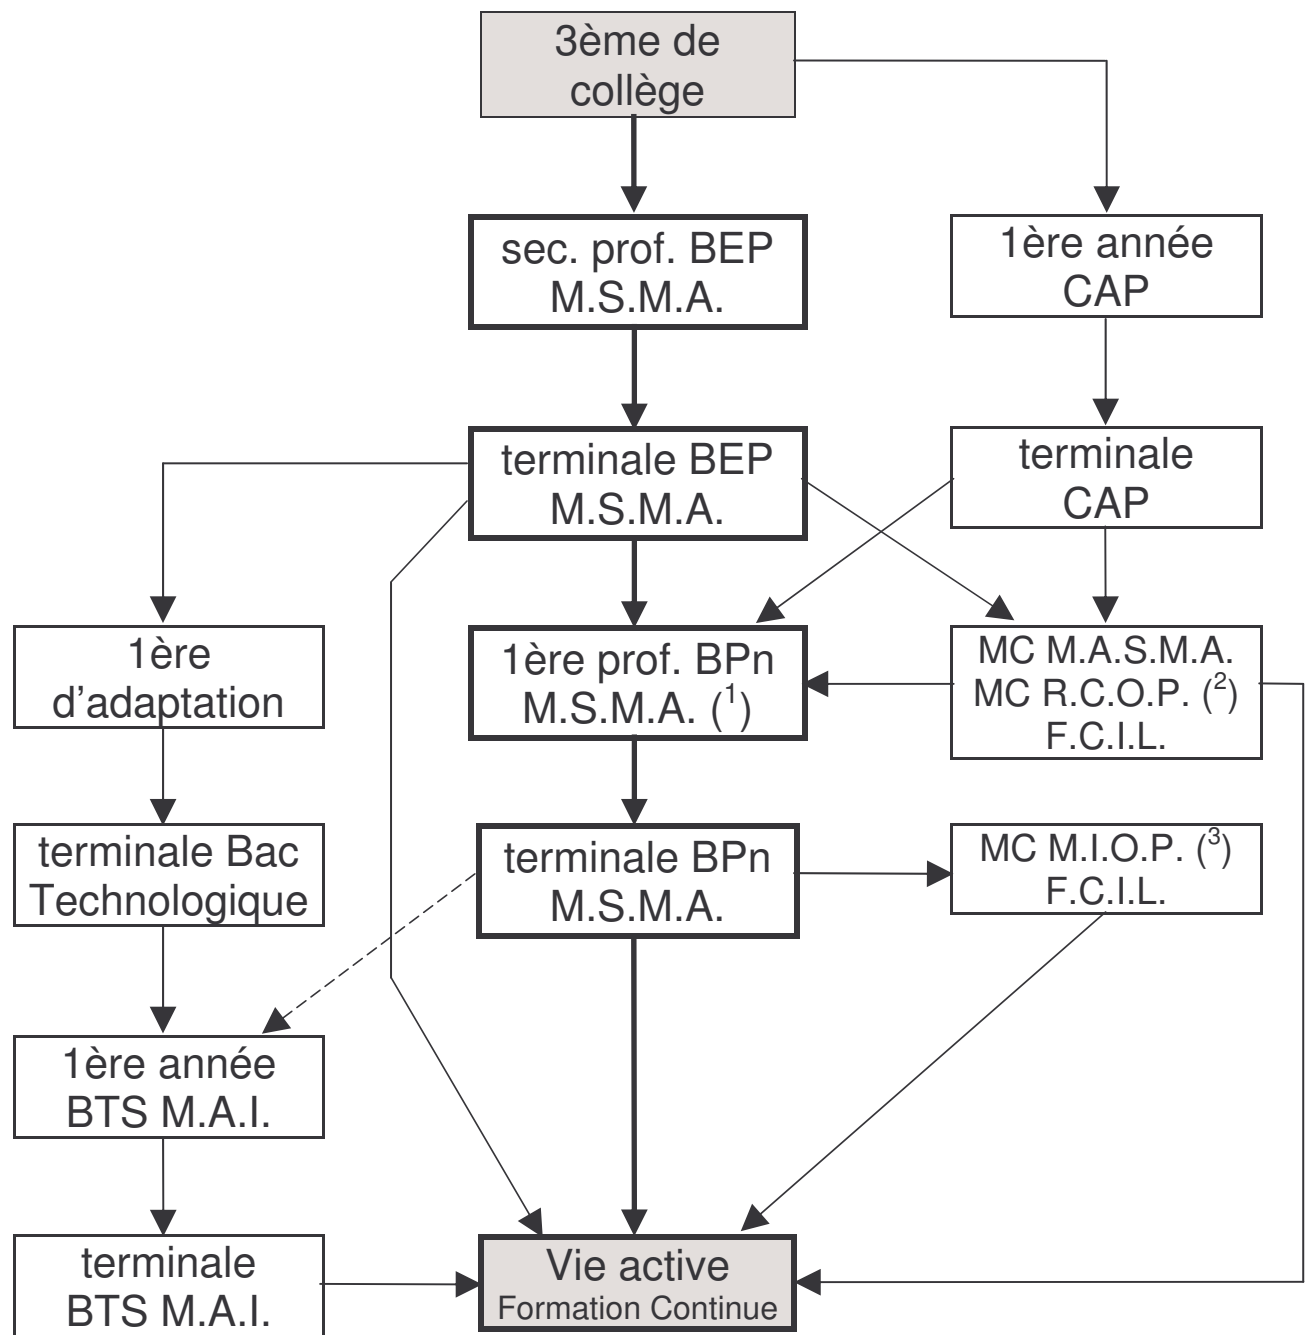 3ème de
collège
sec. prof. BEP
M.S.M.A.
1ère année
CAP
terminale BEP
M.S.M.A.
terminale
CAP
1ère
d'adaptation
1ère prof. BPn
M.S.M.A. (¹)
MC M.A.S.M.A.
MC R.C.O.P. (²)
F.C.I.L.
terminale Bac
Technologique
terminale BPn
M.S.M.A.
MC M.I.O.P. (³)
F.C.I.L.
1ère année
BTS M.A.I.
terminale
BTS M.A.I.
Vie active
Formation Continue